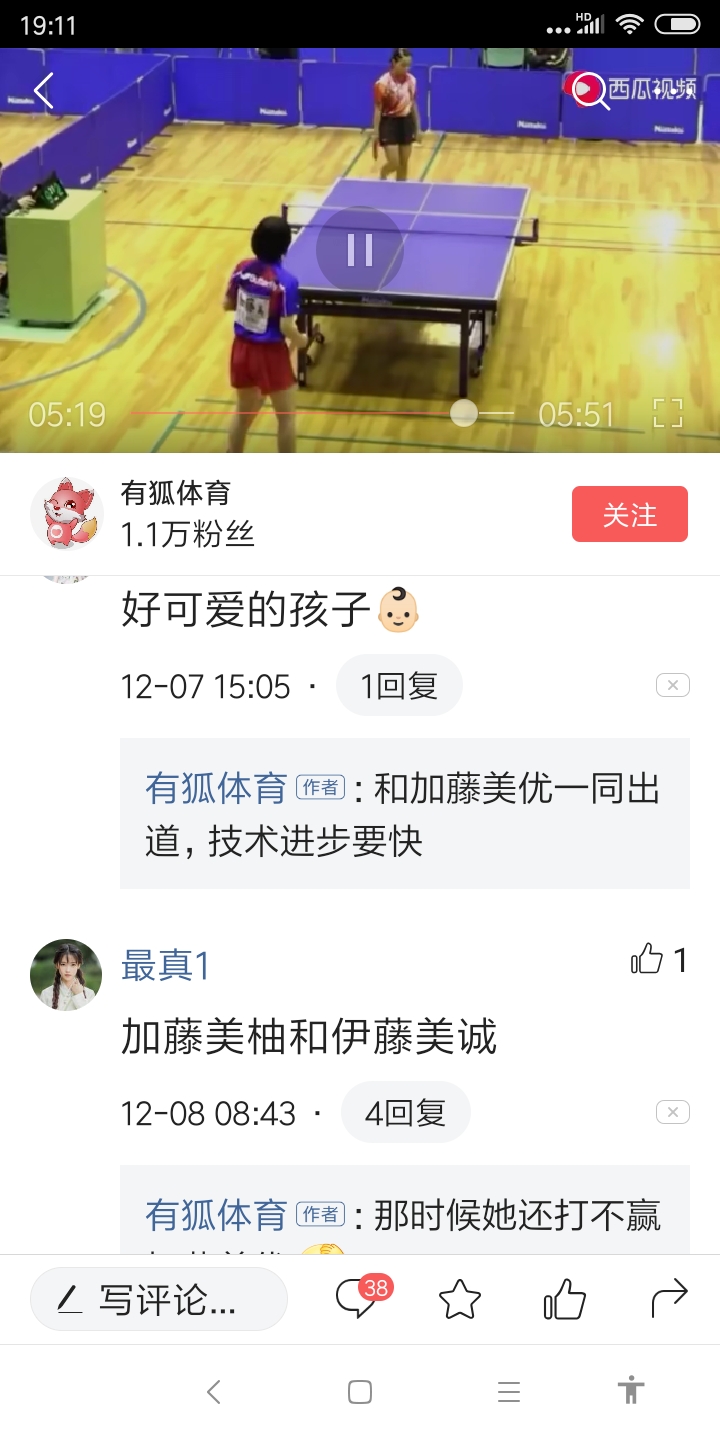 19:11
HD
西瓜视频
Nittaku
Nittaku
Nittaku
05:19
05:51
有狐体育
1.1万粉丝
关注
好可爱的孩子
12-07 15:05 · 1回复
有狐体育 作者 : 和加藤美优一同出
道, 技术进步要快
最真1
1
加藤美柚和伊藤美诚
12-08 08:43 · 4回复
有狐体育 作者 : 那时候她还打不赢
写评论...
38